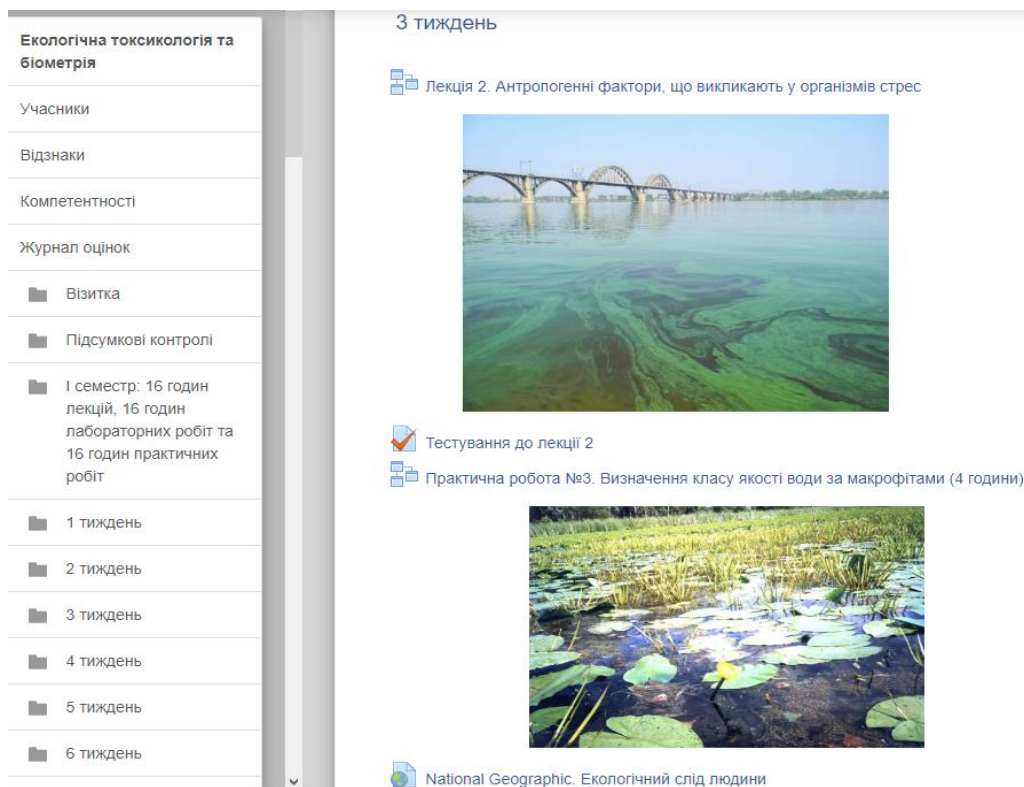 Екологічна токсикологія та
біометрія
Учасники
Відзнаки
Компетентності
Журнал оцінок
Візитка
Підсумкові контролі
І семестр: 16 годин
лекцій, 16 годин
лабораторних робіт та
16 годин практичних
робіт
1 тиждень
2 тиждень
3 тиждень
4 тиждень
5 тиждень
6 тиждень
3 тиждень
Лекція 2. Антропогенні фактори, що викликають у організмів стрес
Тестування до лекції 2
Практична робота №3. Визначення класу якості води за макрофітами (4 години)
National Geographic. Екологічний слід людини